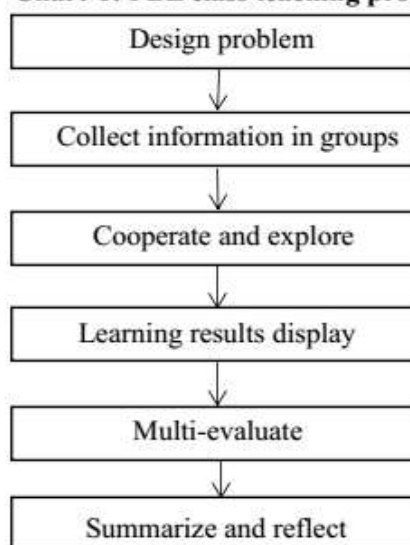 Design problem
Collect information in groups
Cooperate and explore
Learning results display
Multi-evaluate
Summarize and reflect